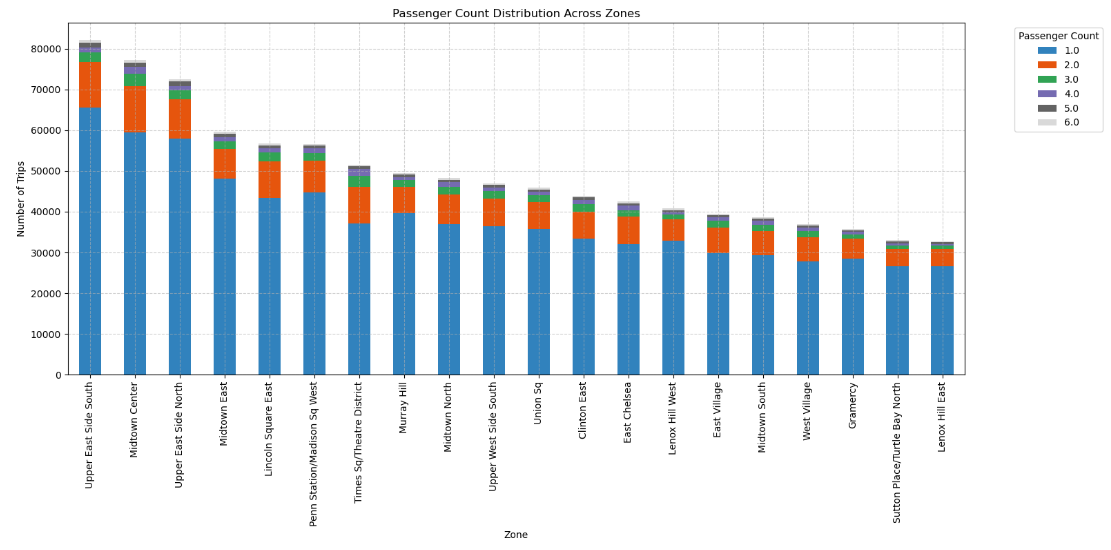 Passenger Count Distribution Across Zones
Number of Trips
80000
70000
60000
50000
40000
30000
20000
10000
0
Upper East Side South
Midtown Center
Upper East Side North
Midtown East
Lincoln Square East
Penn Station/Madison Sq West
Times Sq/Theatre District
Murray Hill
Midtown North
Upper West Side South
Union Sq
Clinton East
East Chelsea
Lenox Hill West
East Village
Midtown South
West Village
Gramercy
Sutton Place/Turtle Bay North
Lenox Hill East
Zone
Passenger Count
1.0
2.0
3.0
4.0
5.0
6.0